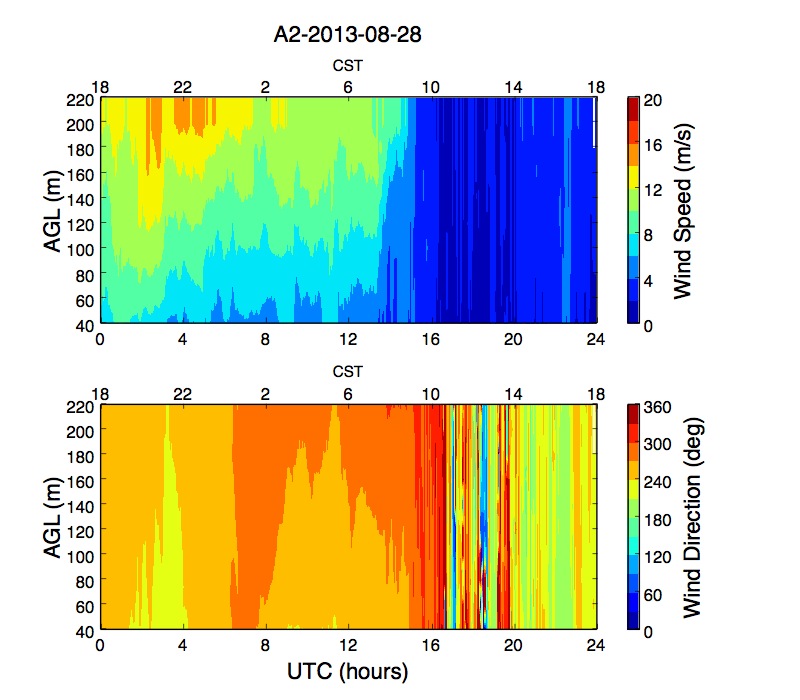 A2-2013-08-28
CST
18 22 2 6 10 14 18
220
200
180
160
140
120
100
80
60
40
AGL (m)
0 4 8 12 16 20 24
20
16
12
8
4
0
Wind Speed (m/s)
CST
18 22 2 6 10 14 18
220
200
180
160
140
120
100
80
60
40
AGL (m)
0 4 8 12 16 20 24
UTC (hours)
360
300
240
180
120
60
0
Wind Direction (deg)